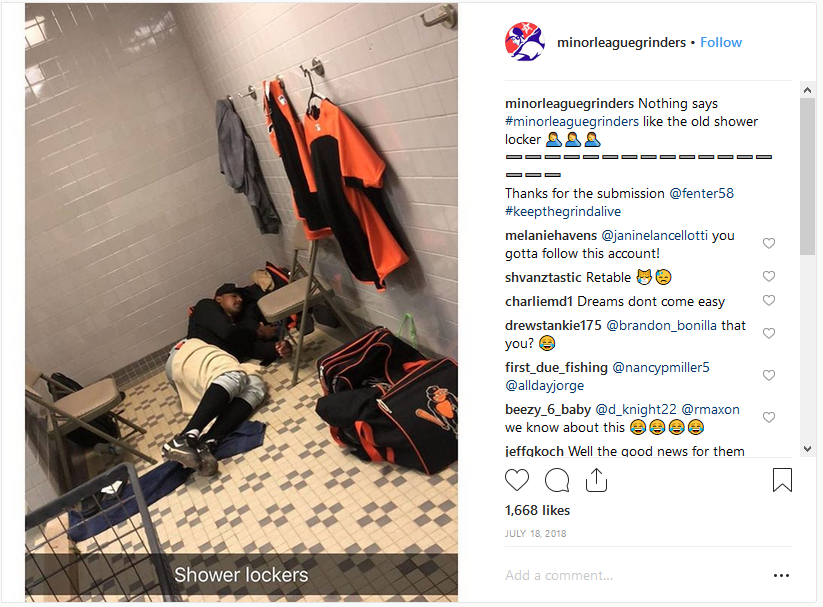 minorleaguegrinders • Follow
minorleaguegrinders Nothing says
#minorleaguegrinders like the old shower
locker 🤦‍♂️🤦‍♂️🤦‍♂️
➖➖➖➖➖➖➖➖➖➖➖➖➖➖
➖➖➖
Thanks for the submission @fenter58
#keepthegrindalive
melaniehavens @janinelancellotti you
gotta follow this account!
shvanztastic Retable 😹😓
charliemd1 Dreams dont come easy
drewstankie175 @brandon_bonilla that
you? 😂
first_due_fishing @nancypmiller5
@alldayjorge
beezy_6_baby @d_knight22 @rmaxon
we know about this 😂😂😂😂
jeffgkoch Well the good news for them
1,668 likes
JULY 18, 2018
Add a comment...
Shower lockers